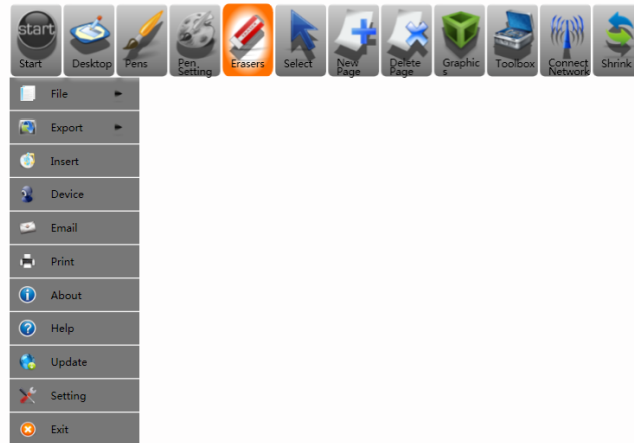 start
Start
Desktop
Pens
Pen
Setting
Erasers
Select
New
Page
Delete
Page
Graphic
s
Toolbox
Connect
Network
Shrink
File
Export
Insert
Device
Email
Print
About
Help
Update
Setting
Exit